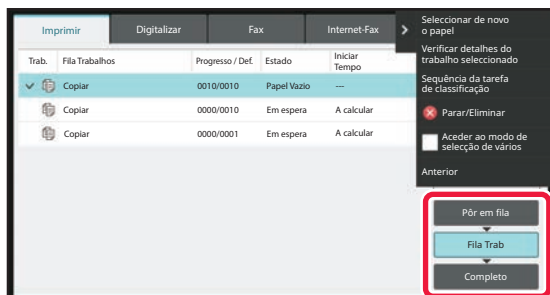 Imprimir Digitalizar Fax Internet-Fax
Seleccionar de novo
o papel
Verificar detalhes do
trabalho seleccionado
Sequência da tarefa
de classificação
Parar/Eliminar
Aceder ao modo de
selecção de vários
Anterior
Trab. Fila Trabalhos Progresso / Def. Estado Iniciar
Tempo
Copiar 0010/0010 Papel Vazio ---
Copiar 0000/0010 Em espera A calcular
Copiar 0000/0001 Em espera A calcular
Pôr em fila
Fila Trab
Completo